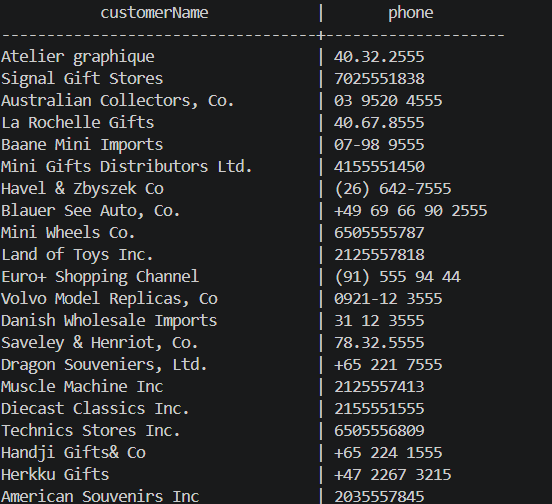 customerName | phone
---------------------------------+--------------------
Atelier graphique | 40.32.2555
Signal Gift Stores | 7025551838
Australian Collectors, Co. | 03 9520 4555
La Rochelle Gifts | 40.67.8555
Baane Mini Imports | 07-98 9555
Mini Gifts Distributors Ltd. | 4155551450
Havel & Zbyszek Co | (26) 642-7555
Blauer See Auto, Co. | +49 69 66 90 2555
Mini Wheels Co. | 6505555787
Land of Toys Inc. | 2125557818
Euro+ Shopping Channel | (91) 555 94 44
Volvo Model Replicas, Co | 0921-12 3555
Danish Wholesale Imports | 31 12 3555
Saveley & Henriot, Co. | 78.32.5555
Dragon Souveniers, Ltd. | +65 221 7555
Muscle Machine Inc | 2125557413
Diecast Classics Inc. | 2155551555
Technics Stores Inc. | 6505556809
Handji Gifts& Co | +65 224 1555
Herkku Gifts | +47 2267 3215
American Souvenirs Inc | 2035557845